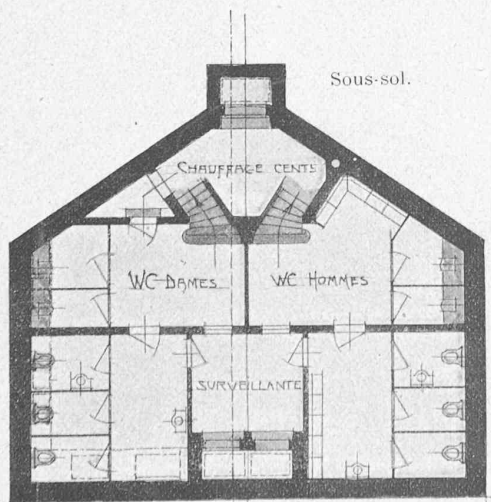 Sous-sol.
CHAUFFAGE CENTL
WC-DAMES
WC HOMMES
SURVEILLANTE